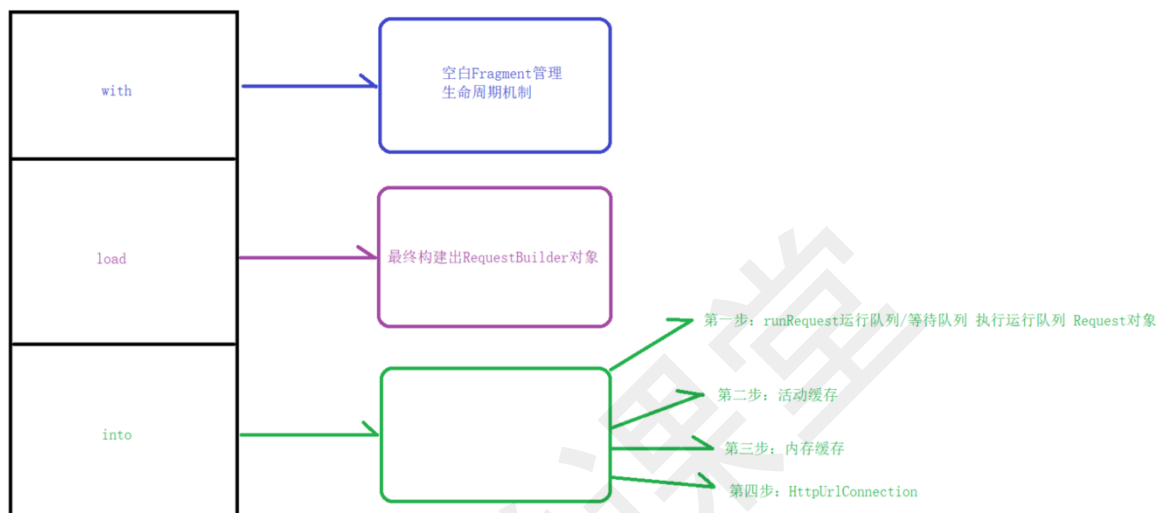 with
空白Fragment管理
生命周期机制
load
最终构建出RequestBuilder对象
into
第一步：runRequest运行队列/等待队列 执行运行队列 Request对象
第二步：活动缓存
第三步：内存缓存
第四步：HttpUrlConnection
课堂